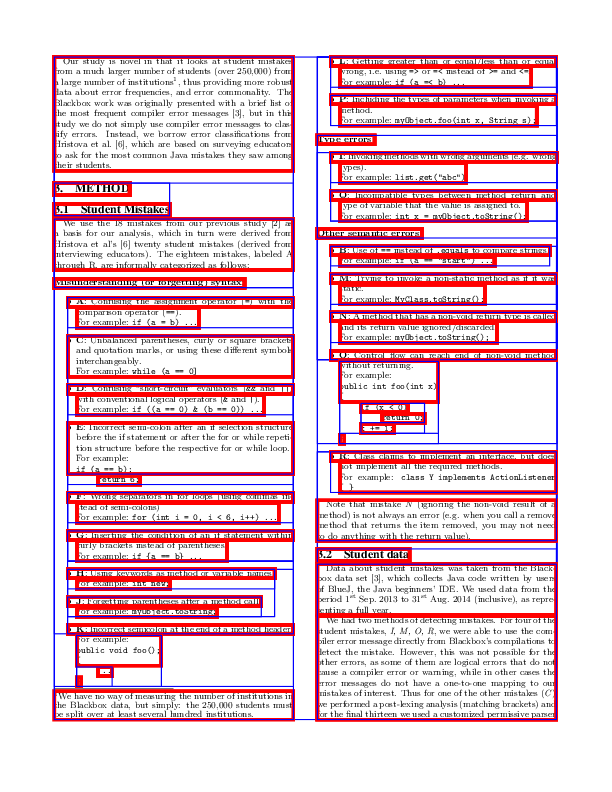 Our study is novel in that it looks at student mistakes
from a much larger number of students (over 250,000) from
a large number of institutions1, thus providing more robust
data about error frequencies, and error commonality. The
Blackbox work was originally presented with a brief list of
the most frequent compiler error messages [3], but in this
study we do not simply use compiler error messages to clas-
sify errors. Instead, we borrow error classifications from
Hristova et al. [6], which are based on surveying educators
to ask for the most common Java mistakes they saw among
their students.
3. METHOD
3.1 Student Mistakes
We use the 18 mistakes from our previous study [2] as
a basis for our analysis, which in turn were derived from
Hristova et al's [6] twenty student mistakes (derived from
interviewing educators). The eighteen mistakes, labeled A
through R, are informally categorized as follows:
Misunderstanding (or forgetting) syntax
A: Confusing the assignment operator (=) with the
comparison operator (==).
For example: if (a = b) ...
C: Unbalanced parentheses, curly or square brackets
and quotation marks, or using these different symbols
interchangeably.
For example: while (a == 0]
D: Confusing "short-circuit" evaluators (&& and ||)
with conventional logical operators (& and |).
For example: if ((a == 0) & (b == 0)) ...
E: Incorrect semi-colon after an if selection structure
before the if statement or after the for or while repeti-
tion structure before the respective for or while loop.
For example:
if (a == b);
return 6;
F: Wrong separators in for loops (using commas in-
stead of semi-colons)
For example: for (int i = 0, i < 6, i++) ...
G: Inserting the condition of an if statement within
curly brackets instead of parentheses.
For example: if {a == b} ...
H: Using keywords as method or variable names.
For example: int new;
J: Forgetting parentheses after a method call.
For example: myObject.toString;
K: Incorrect semicolon at the end of a method header.
For example:
public void foo();
{
...
}
1We have no way of measuring the number of institutions in
the Blackbox data, but simply: the 250,000 students must
be split over at least several hundred institutions.
L: Getting greater than or equal/less than or equal
wrong, i.e. using => or =< instead of >= and <=.
For example: if (a =< b) ...
P: Including the types of parameters when invoking a
method.
For example: myObject.foo(int x, String s);
Type errors
I: Invoking methods with wrong arguments (e.g. wrong
types).
For example: list.get("abc")
Q: Incompatible types between method return and
type of variable that the value is assigned to.
For example: int x = myObject.toString();
Other semantic errors
B: Use of == instead of .equals to compare strings.
For example: if (a == "start") ...
M: Trying to invoke a non-static method as if it was
static.
For example: MyClass.toString();
N: A method that has a non-void return type is called
and its return value ignored/discarded.
For example: myObject.toString();
O: Control flow can reach end of non-void method
without returning.
For example:
public int foo(int x)
{
if (x < 0)
return 0;
x += 1;
}
R: Class claims to implement an interface, but does
not implement all the required methods.
For example: class Y implements ActionListener
{ }
Note that mistake N (ignoring the non-void result of a
method) is not always an error (e.g. when you call a remove
method that returns the item removed, you may not need
to do anything with the return value).
3.2 Student data
Data about student mistakes was taken from the Black-
box data set [3], which collects Java code written by users
of BlueJ, the Java beginners' IDE. We used data from the
period 1st Sep. 2013 to 31st Aug. 2014 (inclusive), as repre-
senting a full year.
We had two methods of detecting mistakes. For four of the
student mistakes, I, M, O, R, we were able to use the com-
piler error message directly from Blackbox's compilations to
detect the mistake. However, this was not possible for the
other errors, as some of them are logical errors that do not
cause a compiler error or warning, while in other cases the
error messages do not have a one-to-one mapping to our
mistakes of interest. Thus for one of the other mistakes (C)
we performed a post-lexing analysis (matching brackets) and
for the final thirteen we used a customized permissive parser